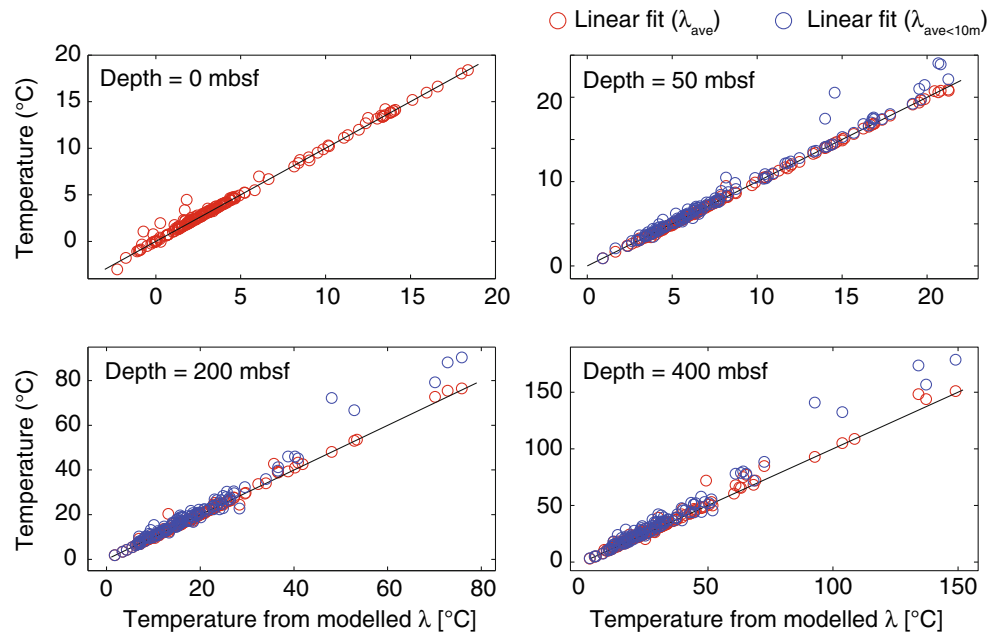 Linear fit (λave) Linear fit (λave<10m)
20
15
10
5
0
Temperature (°C)
Depth = 0 mbsf
0 5 10 15 20
20
10
0
Depth = 50 mbsf
0 5 10 15 20
80
60
40
20
0
Temperature (°C)
Depth = 200 mbsf
0 20 40 60 80
Temperature from modelled λ [°C]
150
100
50
0
Depth = 400 mbsf
0 50 100 150
Temperature from modelled λ [°C]